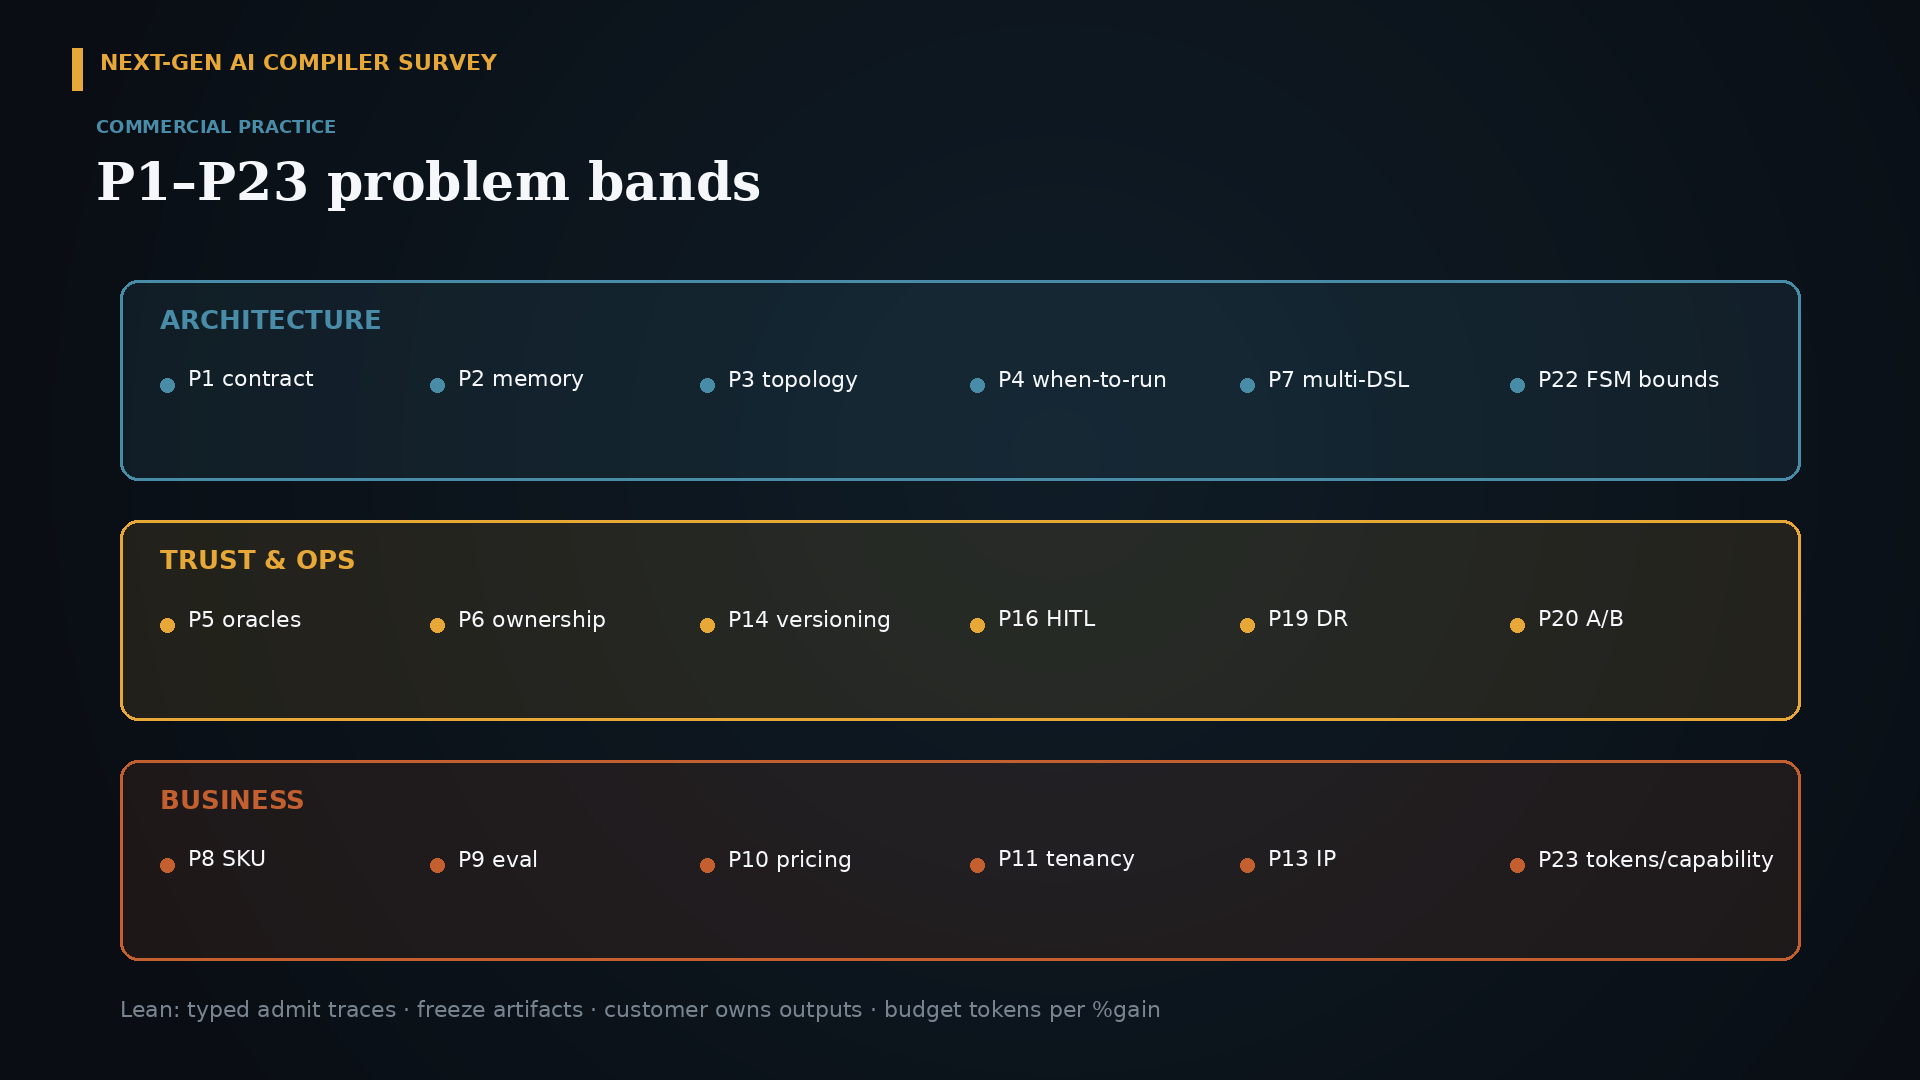 NEXT-GEN AI COMPILER SURVEY
COMMERCIAL PRACTICE
P1–P23 problem bands
ARCHITECTURE
P1 contract
P2 memory
P3 topology
P4 when-to-run
P7 multi-DSL
P22 FSM bounds
TRUST & OPS
P5 oracles
P6 ownership
P14 versioning
P16 HITL
P19 DR
P20 A/B
BUSINESS
P8 SKU
P9 eval
P10 pricing
P11 tenancy
P13 IP
P23 tokens/capability
Lean: typed admit traces · freeze artifacts · customer owns outputs · budget tokens per %gain